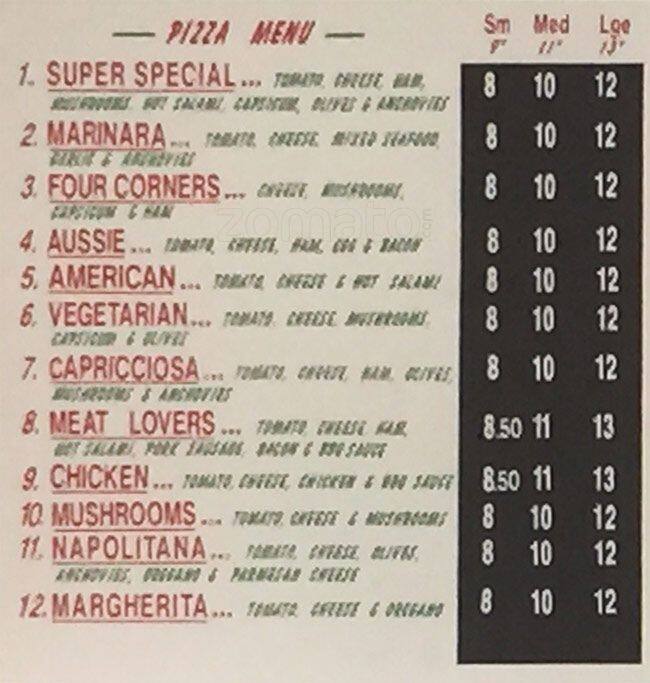 PIZZA MENU Sm Med Lge
9" 11" 13"
1. SUPER SPECIAL... TOMATO, CHEESE, HAM, 8 10 12
MUSHROOMS, HOT SALAMI, CAPSICUM, OLIVES & ANCHOVIES
2. MARINARA... TOMATO, CHEESE, MIXED SEAFOOD, 8 10 12
GARLIC & ANCHOVIES
3. FOUR CORNERS... CHEESE, MUSHROOMS, 8 10 12
CAPSICUM & HAM
zomato.com
4. AUSSIE... TOMATO, CHEESE, HAM, EGG & BACON 8 10 12
5. AMERICAN... TOMATO, CHEESE & HOT SALAMI 8 10 12
6. VEGETARIAN... TOMATO, CHEESE, MUSHROOMS, 8 10 12
CAPSICUM & OLIVES
7. CAPRICCIOSA... TOMATO, CHEESE, HAM, OLIVES, 8 10 12
MUSHROOMS & ANCHOVIES
8. MEAT LOVERS... TOMATO, CHEESE, HAM, 8.50 11 13
HOT SALAMI, PORK SAUSAGE, BACON & BBQ SAUCE
9. CHICKEN... TOMATO, CHEESE, CHICKEN & BBQ SAUCE 8.50 11 13
10. MUSHROOMS... TOMATO, CHEESE & MUSHROOMS 8 10 12
11. NAPOLITANA... TOMATO, CHEESE, OLIVES, 8 10 12
ANCHOVIES, OREGANO & PARMESAN CHEESE
12. MARGHERITA... TOMATO, CHEESE & OREGANO 8 10 12